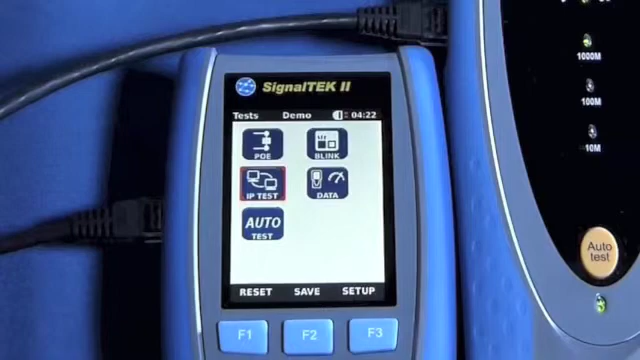 SignalTEK II
Tests Demo 04:22
POE BLINK
IP TEST DATA
AUTO
TEST
RESET SAVE SETUP
F1 F2 F3
1000M
100M
10M
Auto
test